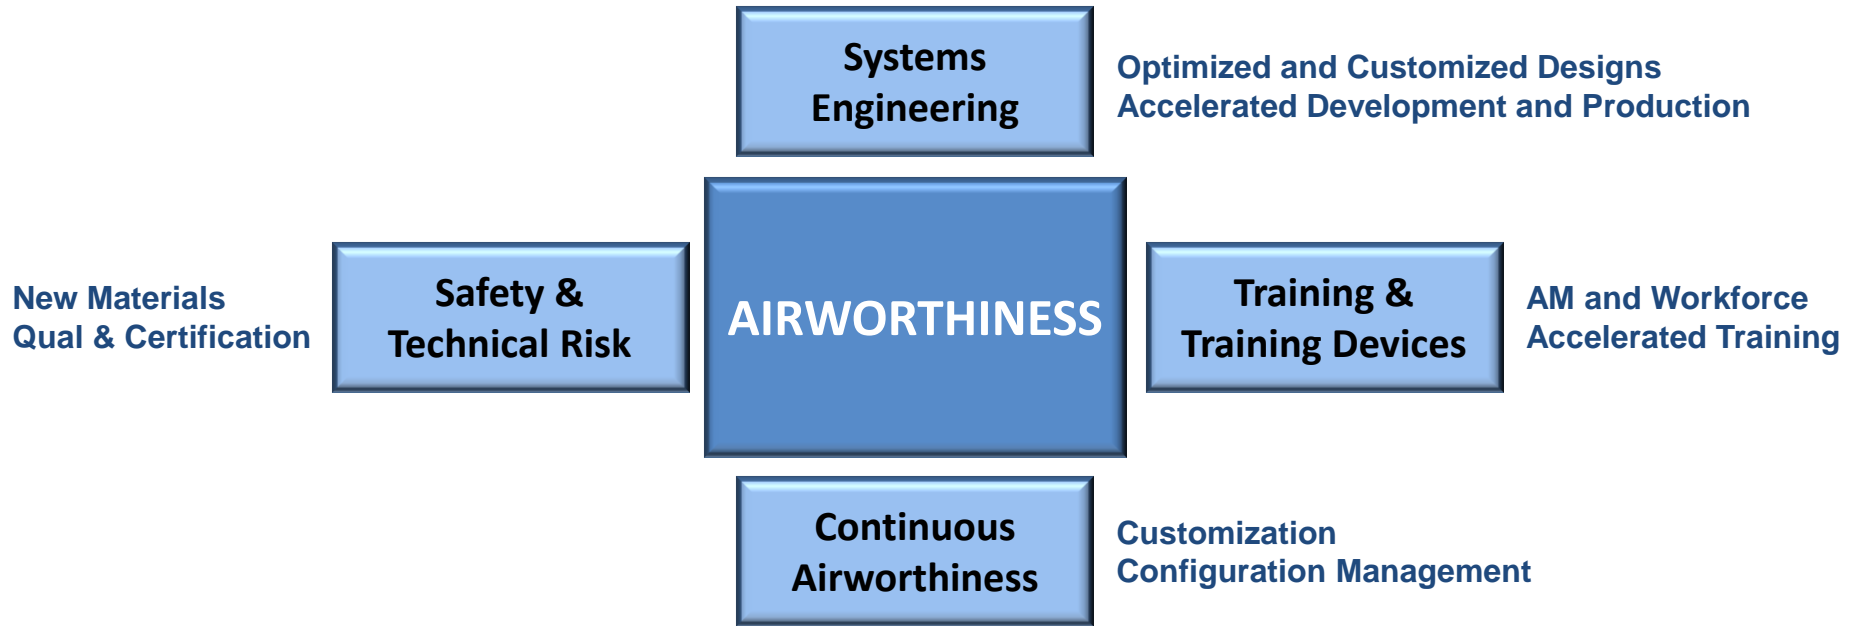 Systems
Engineering
Optimized and Customized Designs
Accelerated Development and Production
New Materials
Qual & Certification
Safety &
Technical Risk
AIRWORTHINESS
Training &
Training Devices
AM and Workforce
Accelerated Training
Continuous
Airworthiness
Customization
Configuration Management